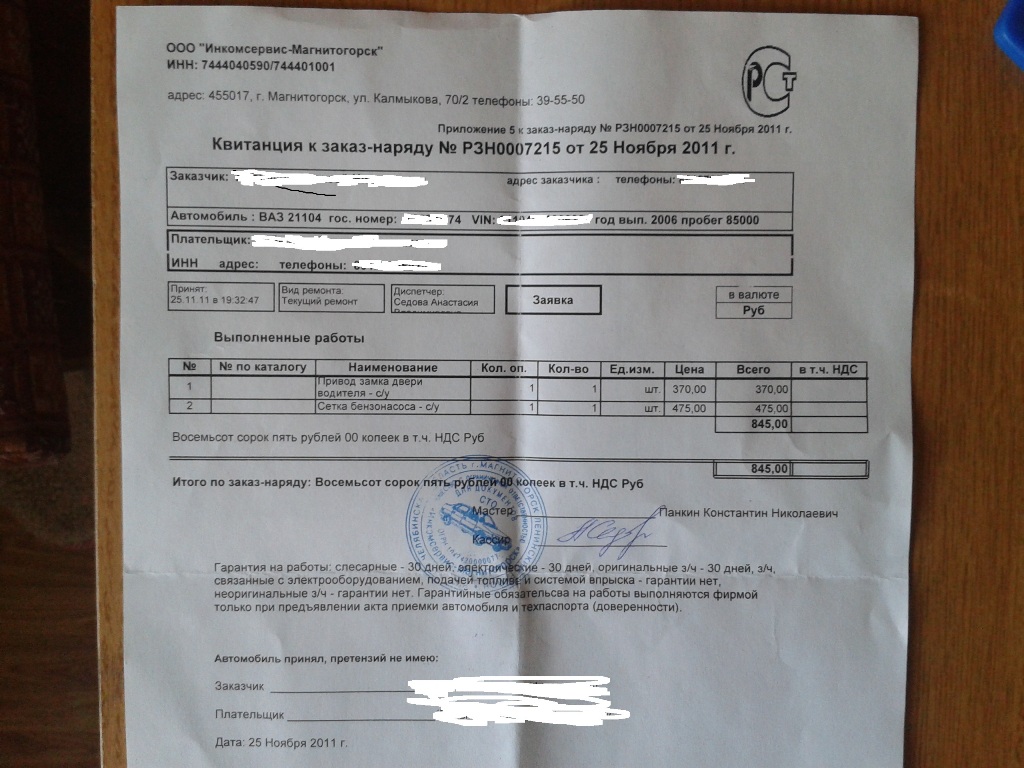 ООО "Инкомсервис-Магнитогорск"
ИНН: 7444040590/744401001
адрес: 455017, г. Магнитогорск, ул. Калмыкова, 70/2 телефоны: 39-55-50
РСТ
Приложение 5 к заказ-наряду № РЗН0007215 от 25 Ноября 2011 г.
Квитанция к заказ-наряду № РЗН0007215 от 25 Ноября 2011 г.
Заказчик: адрес заказчика : телефоны:
Автомобиль : ВАЗ 21104 гос. номер: 74 VIN: год вып. 2006 пробег 85000
Плательщик:
ИНН адрес: телефоны:
Принят: 25.11.11 в 19:32:47
Вид ремонта: Текущий ремонт
Диспетчер: Седова Анастасия
Заявка
в валюте
Руб
Выполненные работы
№ № по каталогу Наименование Кол. оп. Кол-во Ед.изм. Цена Всего в т.ч. НДС
1 Привод замка двери водителя - с/у 1 1 шт. 370,00 370,00
2 Сетка бензонасоса - с/у 1 1 шт. 475,00 475,00
845,00
Восемьсот сорок пять рублей 00 копеек в т.ч. НДС Руб
845,00
Итого по заказ-наряду: Восемьсот сорок пять рублей 00 копеек в т.ч. НДС Руб
Мастер Панкин Константин Николаевич
Кассир
ДЛЯ ДОКУМЕНТОВ
СТО
Гарантия на работы: слесарные - 30 дней, электрические - 30 дней, оригинальные з/ч - 30 дней, з/ч,
связанные с электрооборудованием, подачей топлива и системой впрыска - гарантии нет,
неоригинальные з/ч - гарантии нет. Гарантийные обязательсва на работы выполняются фирмой
только при предъявлении акта приемки автомобиля и техпаспорта (доверенности).
Автомобиль принял, претензий не имею:
Заказчик
Плательщик
Дата: 25 Ноября 2011 г.